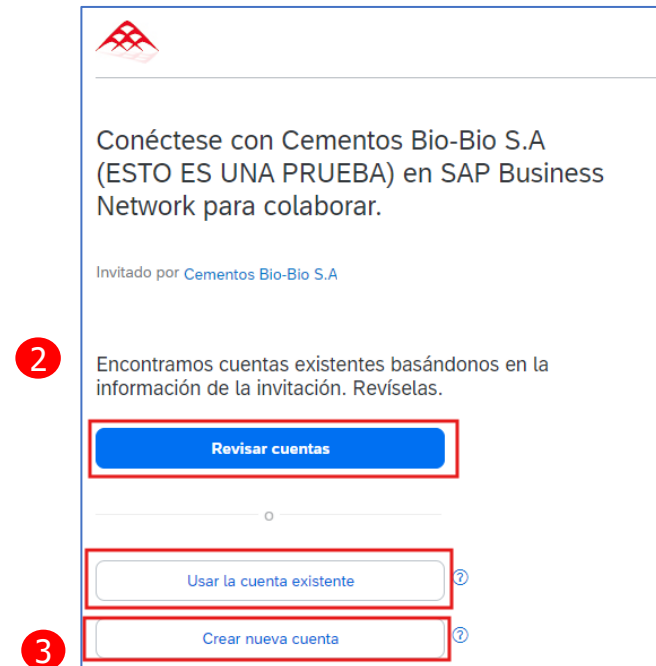 Conéctese con Cementos Bio-Bio S.A
(ESTO ES UNA PRUEBA) en SAP Business
Network para colaborar.
Invitado por Cementos Bio-Bio S.A
2
Encontramos cuentas existentes basándonos en la
información de la invitación. Revíselas.
Revisar cuentas
o
Usar la cuenta existente ?
3
Crear nueva cuenta ?